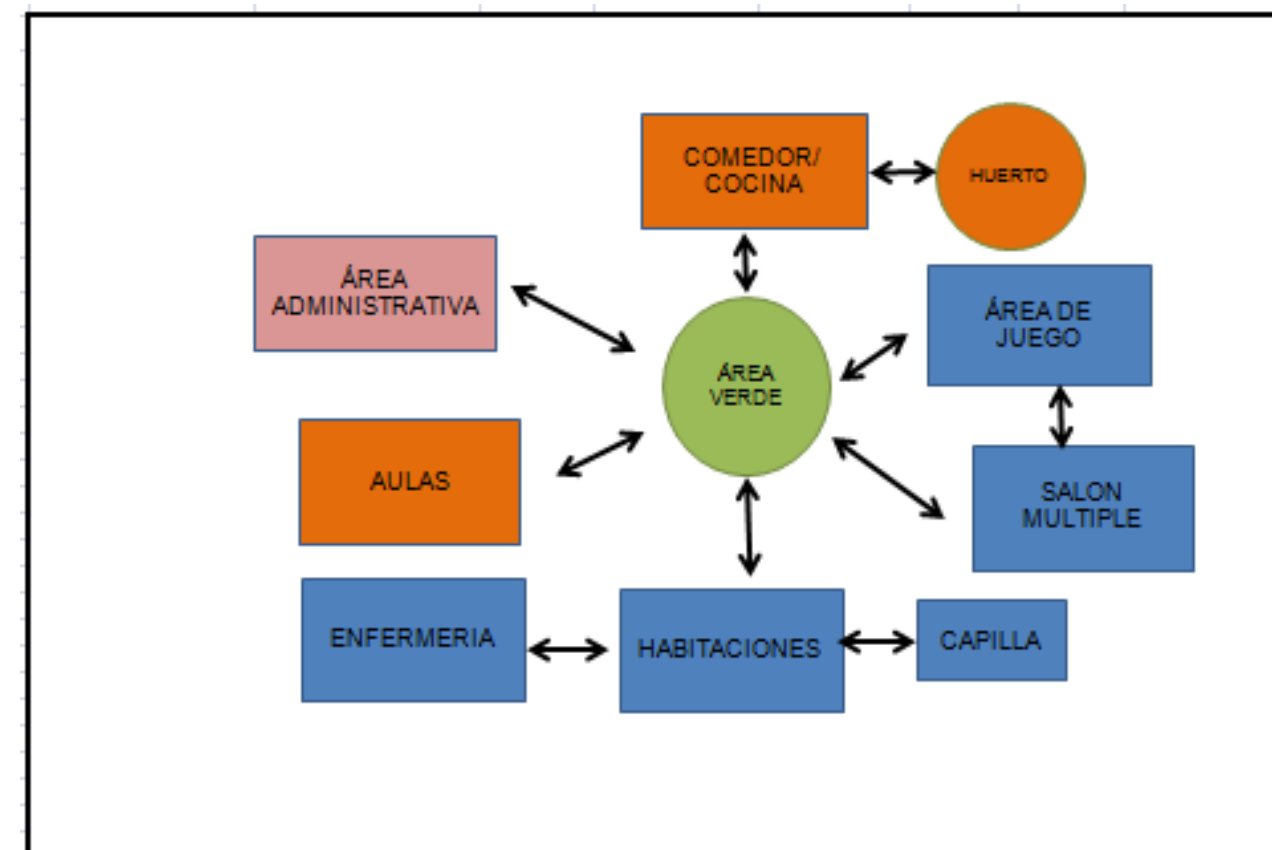 COMEDOR/
COCINA
HUERTO
ÁREA
ADMINISTRATIVA
ÁREA DE
JUEGO
ÁREA
VERDE
AULAS
SALON
MULTIPLE
ENFERMERIA
HABITACIONES
CAPILLA